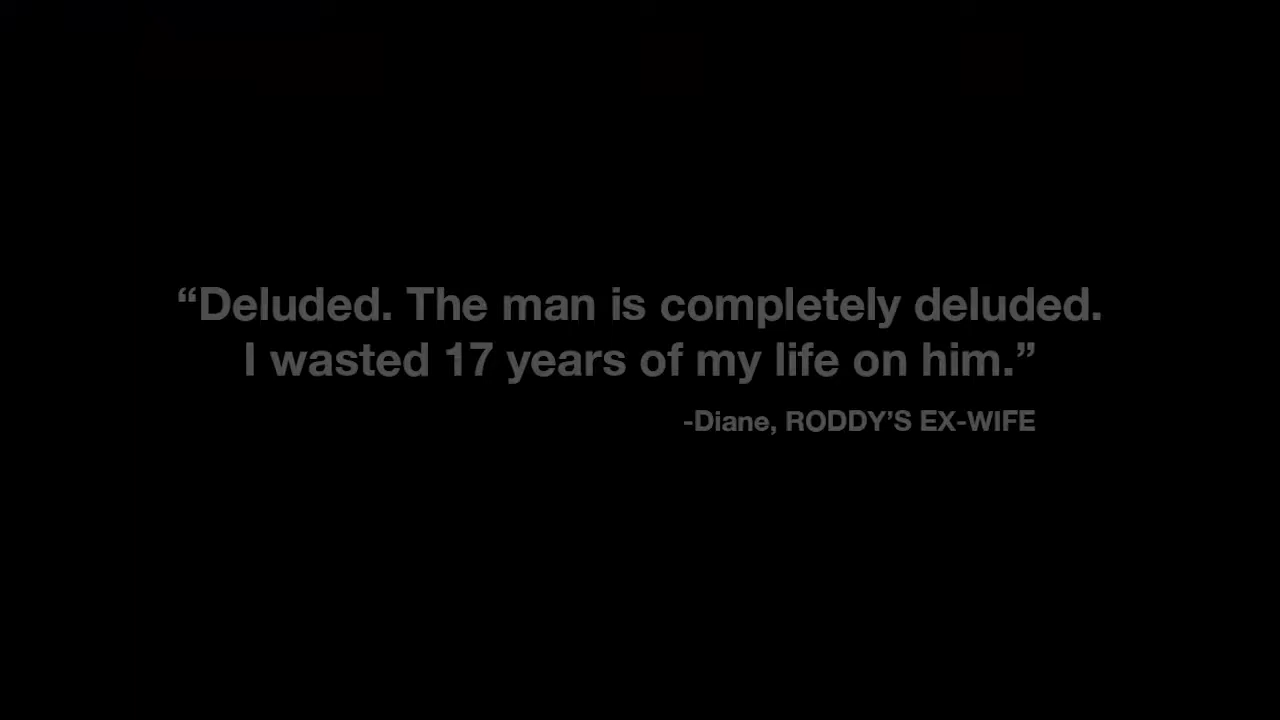 “Deluded. The man is completely deluded.
I wasted 17 years of my life on him.”
-Diane, RODDY’S EX-WIFE